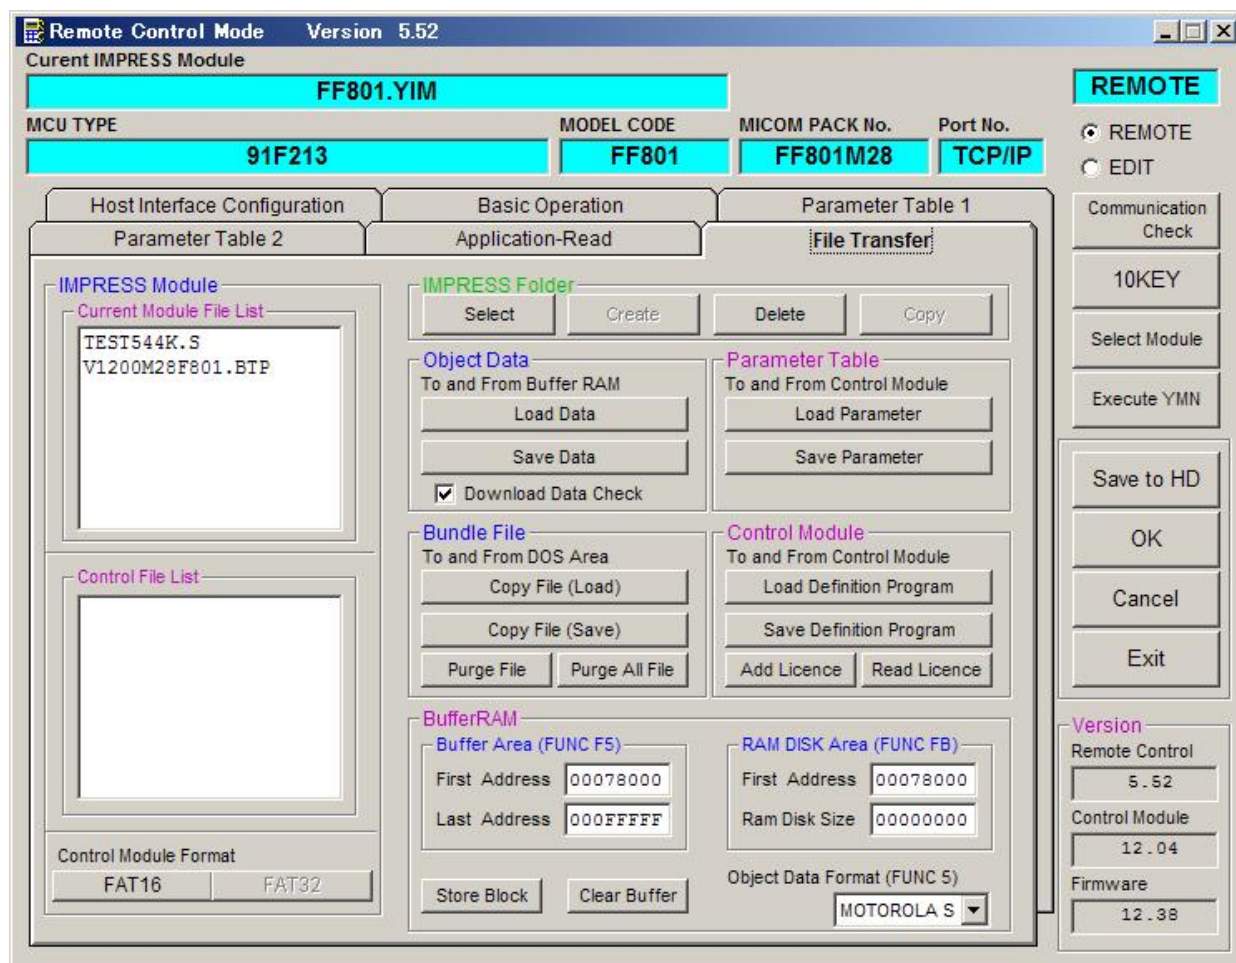 Remote Control Mode Version 5.52
Curent IMPRESS Module
FF801.YIM
REMOTE
MCU TYPE MODEL CODE MICOM PACK No. Port No.
91F213 FF801 FF801M28 TCP/IP
REMOTE
EDIT
Host Interface Configuration Basic Operation Parameter Table 1
Parameter Table 2 Application-Read File Transfer
Communication
Check
10KEY
Select Module
Execute YMN
Save to HD
OK
Cancel
Exit
IMPRESS Module
Current Module File List
TEST544K.S
V1200M28F801.BTP
Control File List
Control Module Format
FAT16 FAT32
IMPRESS Folder
Select Create Delete Copy
Object Data
To and From Buffer RAM
Load Data
Save Data
Download Data Check
Parameter Table
To and From Control Module
Load Parameter
Save Parameter
Bundle File
To and From DOS Area
Copy File (Load)
Copy File (Save)
Purge File Purge All File
Control Module
To and From Control Module
Load Definition Program
Save Definition Program
Add Licence Read Licence
BufferRAM
Buffer Area (FUNC F5)
First Address 00078000
Last Address 000FFFFF
RAM DISK Area (FUNC FB)
First Address 00078000
Ram Disk Size 00000000
Store Block Clear Buffer
Object Data Format (FUNC 5)
MOTOROLA S
Version
Remote Control
5.52
Control Module
12.04
Firmware
12.38